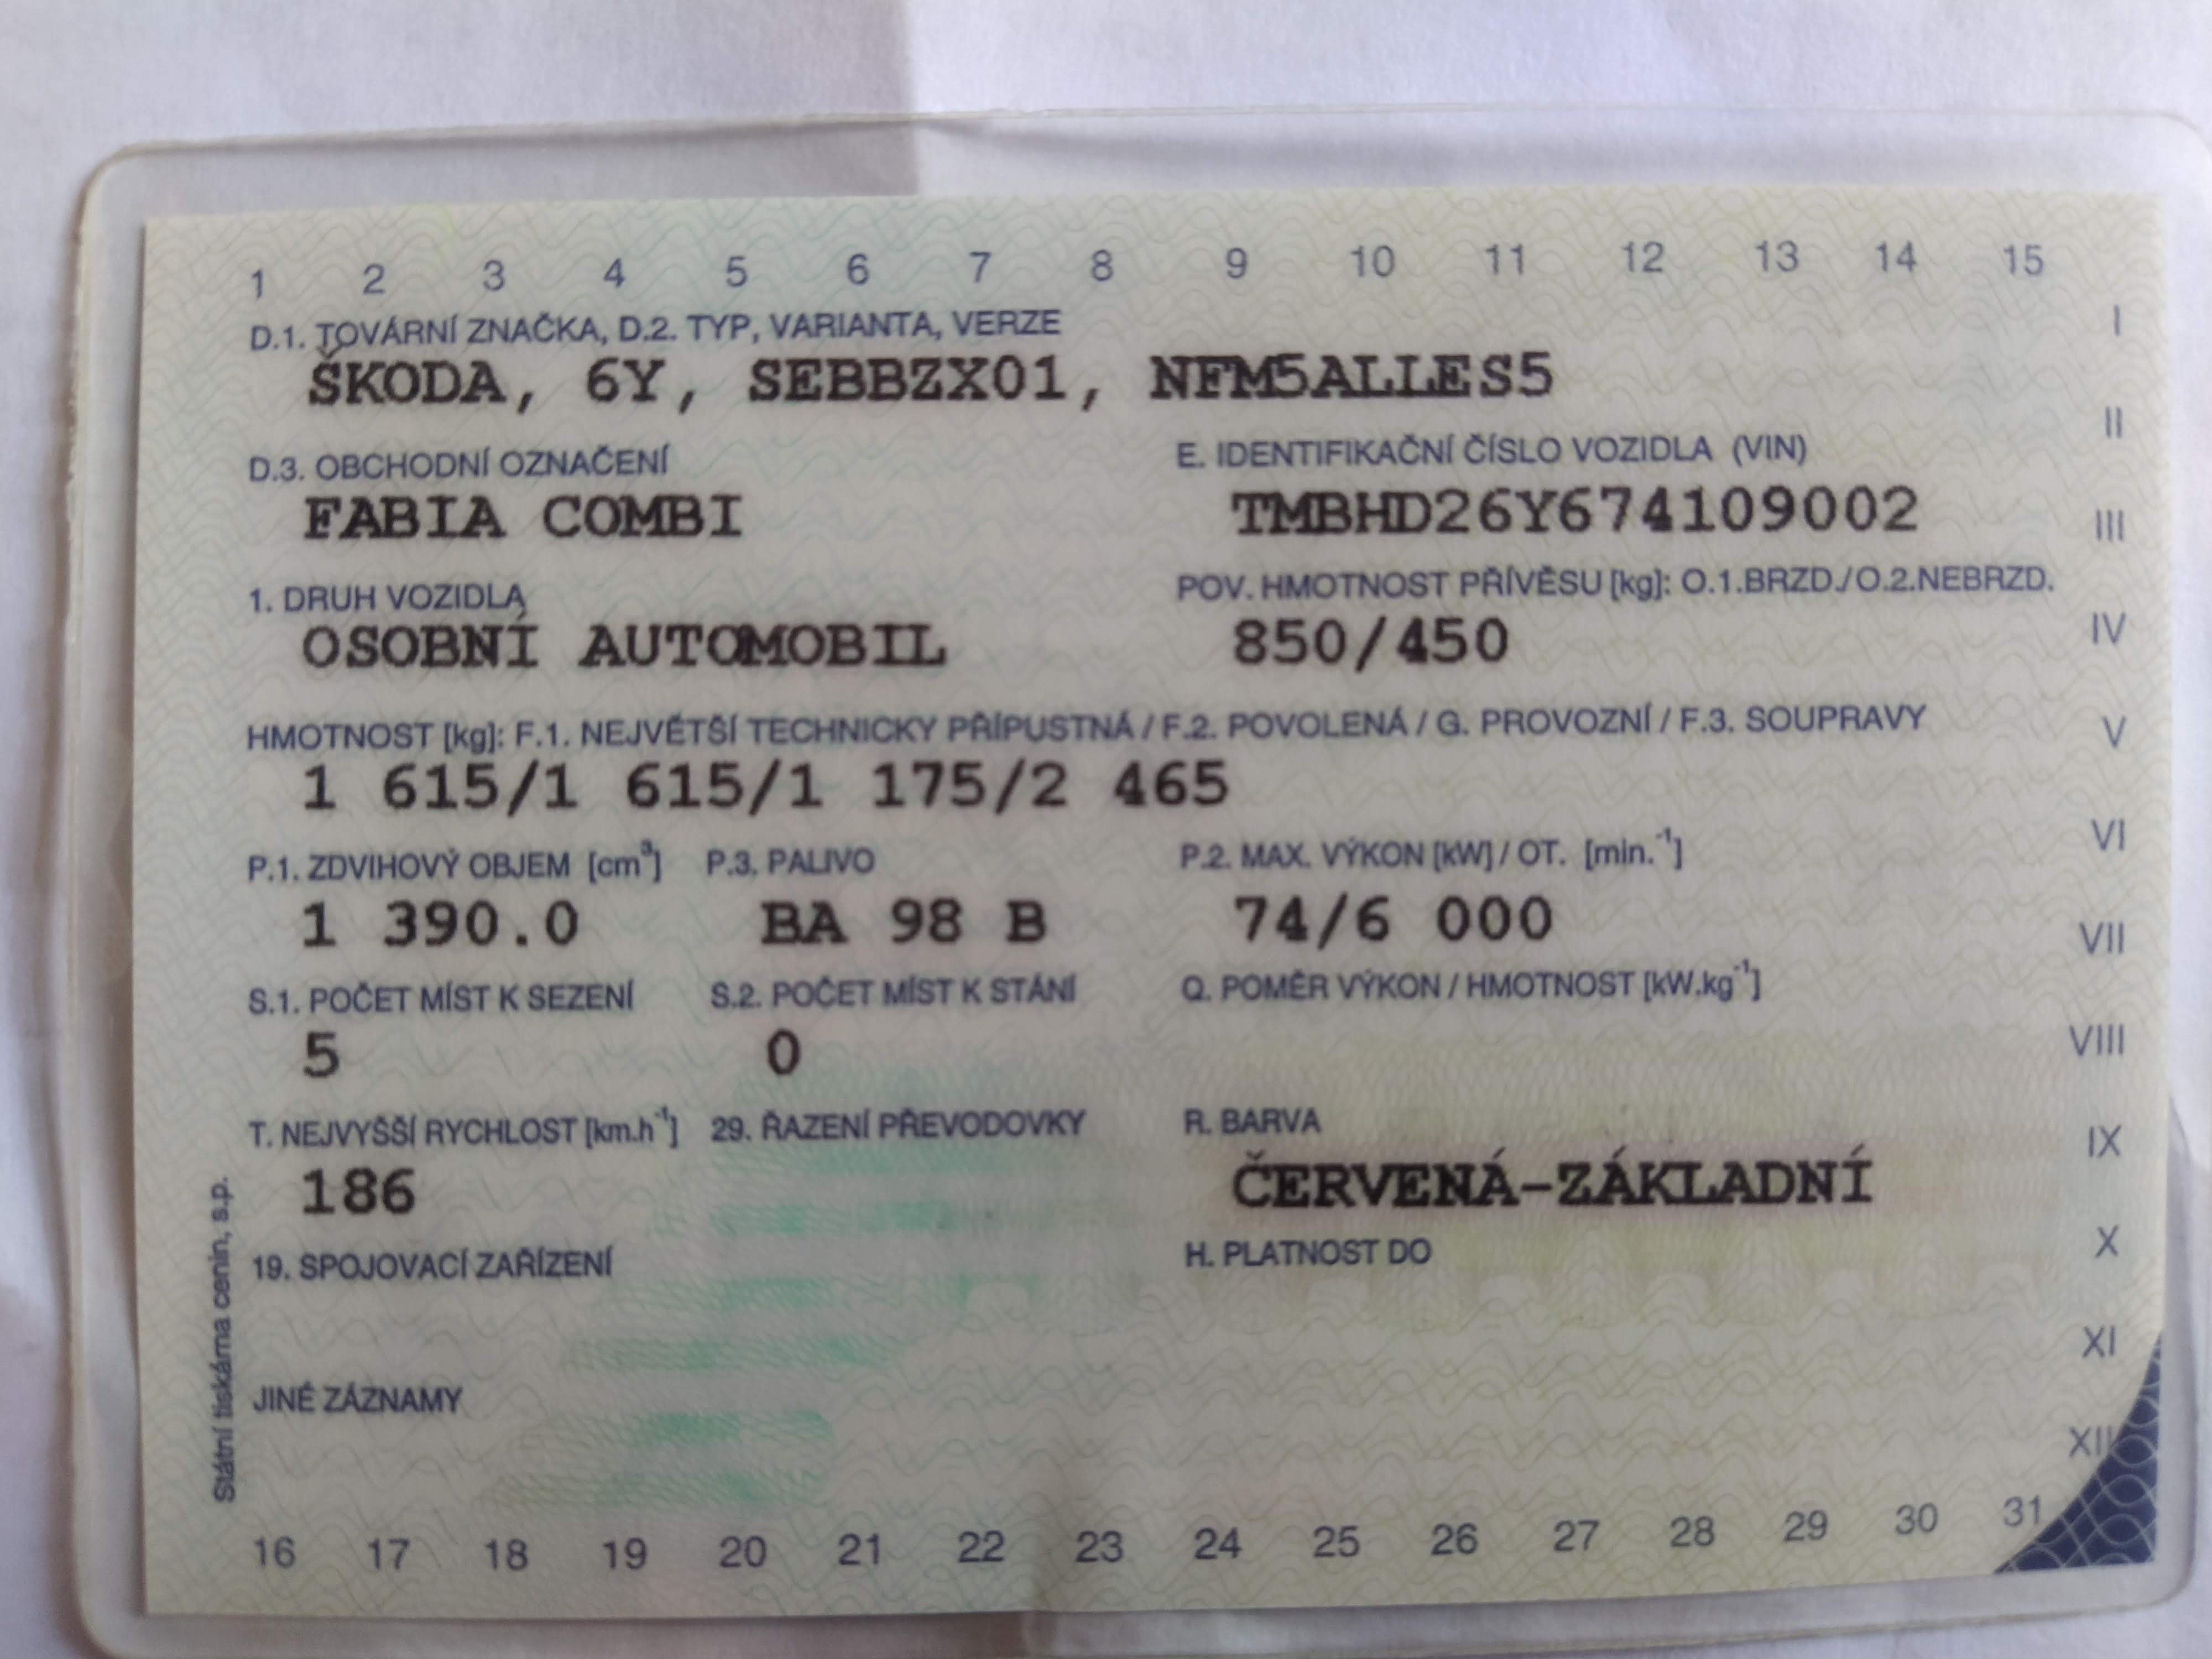 1 2 3 4 5 6 7 8 9 10 11 12 13 14 15
D.1. TOVÁRNÍ ZNAČKA, D.2. TYP, VARIANTA, VERZE
ŠKODA, 6Y, SEBBZX01, NFM5ALLES5
I
D.3. OBCHODNÍ OZNAČENÍ E. IDENTIFIKAČNÍ ČÍSLO VOZIDLA (VIN)
II
FABIA COMBI TMBHD26Y674109002
III
1. DRUH VOZIDLA POV. HMOTNOST PŘÍVĚSU [kg]: O.1.BRZD./O.2.NEBRZD.
OSOBNÍ AUTOMOBIL 850/450
IV
HMOTNOST [kg]: F.1. NEJVĚTŠÍ TECHNICKY PŘÍPUSTNÁ / F.2. POVOLENÁ / G. PROVOZNÍ / F.3. SOUPRAVY
V
1 615/1 615/1 175/2 465
P.1. ZDVIHOVÝ OBJEM [cm³] P.3. PALIVO P.2. MAX. VÝKON [kW] / OT. [min.⁻¹]
VI
1 390.0 BA 98 B 74/6 000
VII
S.1. POČET MÍST K SEZENÍ S.2. POČET MÍST K STÁNÍ Q. POMĚR VÝKON / HMOTNOST [kW.kg⁻¹]
5 0
VIII
T. NEJVYŠŠÍ RYCHLOST [km.h⁻¹] 29. ŘAZENÍ PŘEVODOVKY R. BARVA
IX
186 ČERVENÁ-ZÁKLADNÍ
19. SPOJOVACÍ ZAŘÍZENÍ H. PLATNOST DO
X
XI
JINÉ ZÁZNAMY
XII
16 17 18 19 20 21 22 23 24 25 26 27 28 29 30 31
Státní tiskárna cenin, s.p.